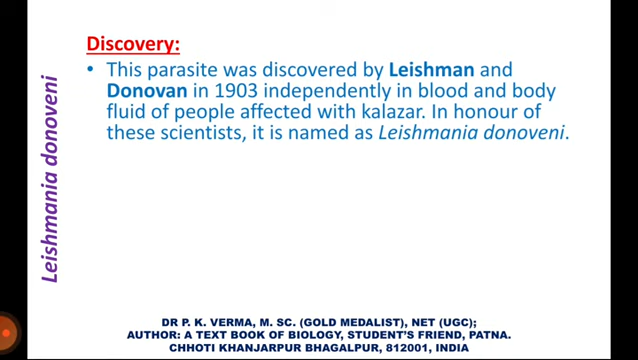 Discovery:
• This parasite was discovered by Leishman and
Donovan in 1903 independently in blood and body
fluid of people affected with kalazar. In honour of
these scientists, it is named as Leishmania donoveni.
Leishmania donoveni
DR P. K. VERMA, M. SC. (GOLD MEDALIST), NET (UGC);
AUTHOR: A TEXT BOOK OF BIOLOGY, STUDENT'S FRIEND, PATNA.
CHHOTI KHANJARPUR BHAGALPUR, 812001, INDIA